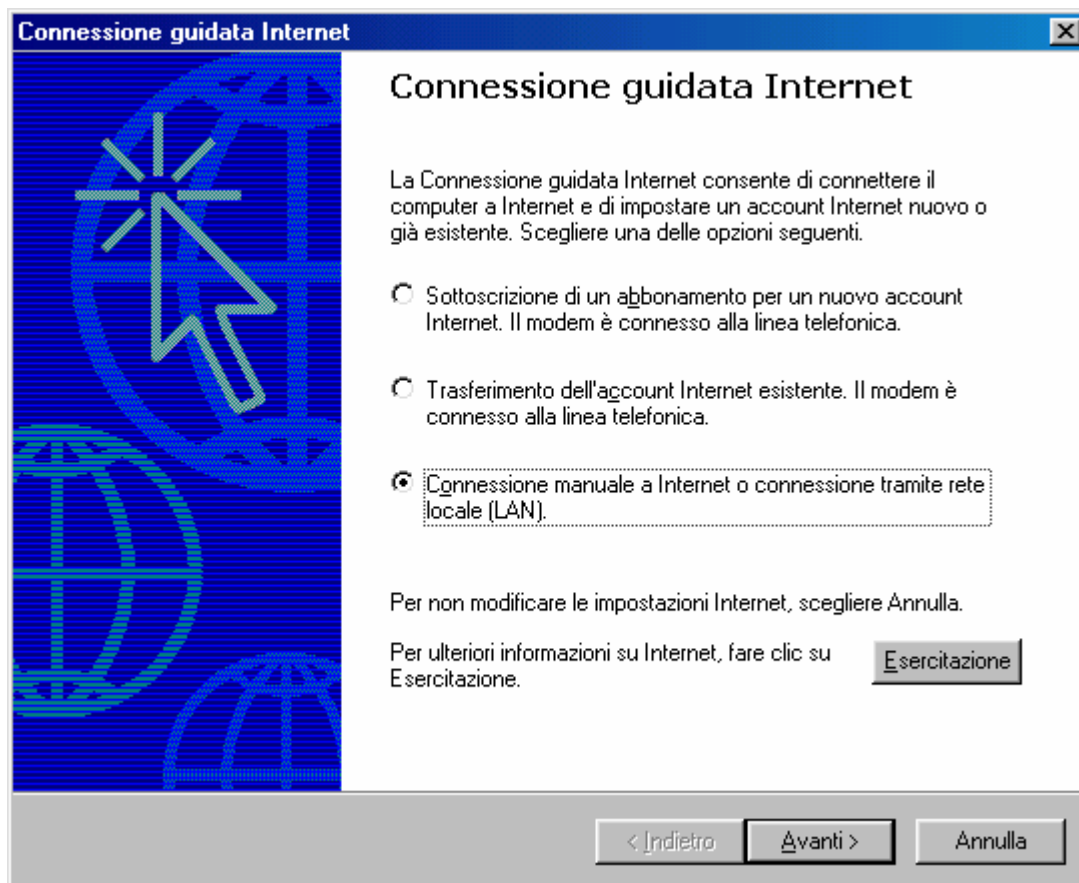 Connessione guidata Internet
Connessione guidata Internet
La Connessione guidata Internet consente di connettere il
computer a Internet e di impostare un account Internet nuovo o
già esistente. Scegliere una delle opzioni seguenti.
Sottoscrizione di un abbonamento per un nuovo account
Internet. Il modem è connesso alla linea telefonica.
Trasferimento dell'account Internet esistente. Il modem è
connesso alla linea telefonica.
Connessione manuale a Internet o connessione tramite rete
locale (LAN).
Per non modificare le impostazioni Internet, scegliere Annulla.
Per ulteriori informazioni su Internet, fare clic su
Esercitazione.
Esercitazione
< Indietro
Avanti >
Annulla